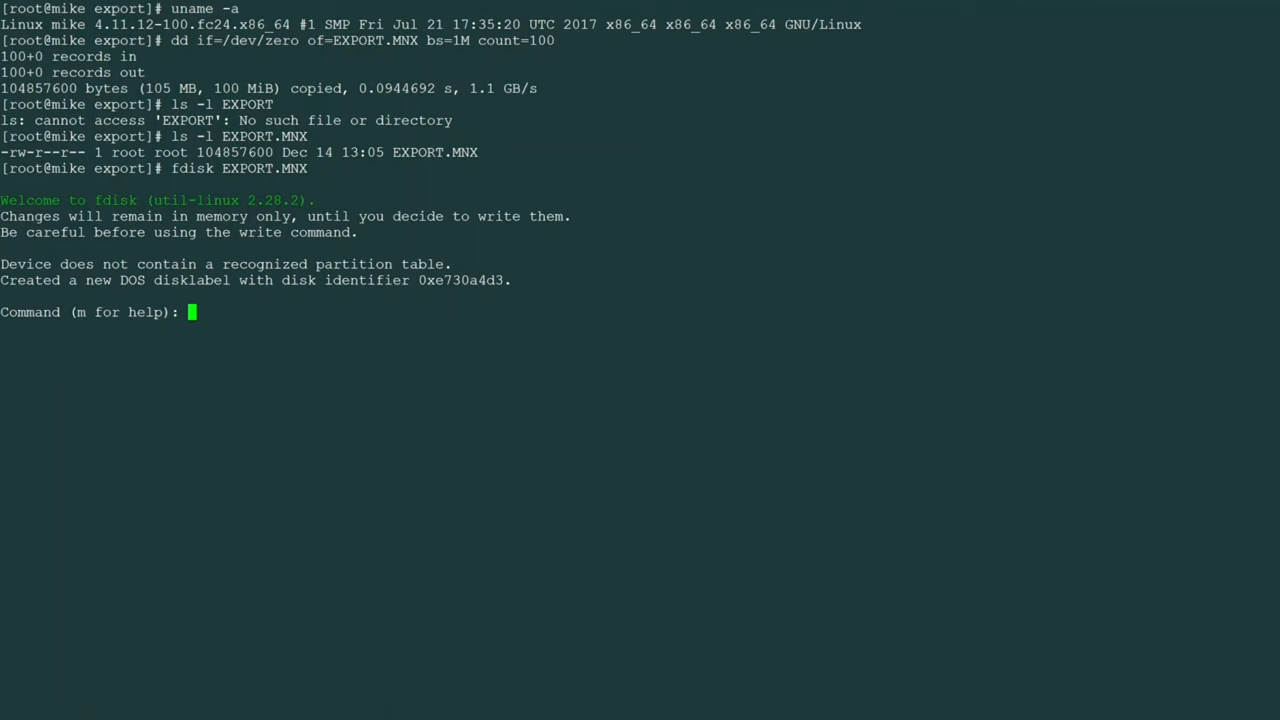 [root@mike export]# uname -a
Linux mike 4.11.12-100.fc24.x86_64 #1 SMP Fri Jul 21 17:35:20 UTC 2017 x86_64 x86_64 x86_64 GNU/Linux
[root@mike export]# dd if=/dev/zero of=EXPORT.MNX bs=1M count=100
100+0 records in
100+0 records out
104857600 bytes (105 MB, 100 MiB) copied, 0.0944692 s, 1.1 GB/s
[root@mike export]# ls -l EXPORT
ls: cannot access 'EXPORT': No such file or directory
[root@mike export]# ls -l EXPORT.MNX
-rw-r--r-- 1 root root 104857600 Dec 14 13:05 EXPORT.MNX
[root@mike export]# fdisk EXPORT.MNX
Welcome to fdisk (util-linux 2.28.2).
Changes will remain in memory only, until you decide to write them.
Be careful before using the write command.
Device does not contain a recognized partition table.
Created a new DOS disklabel with disk identifier 0xe730a4d3.
Command (m for help):